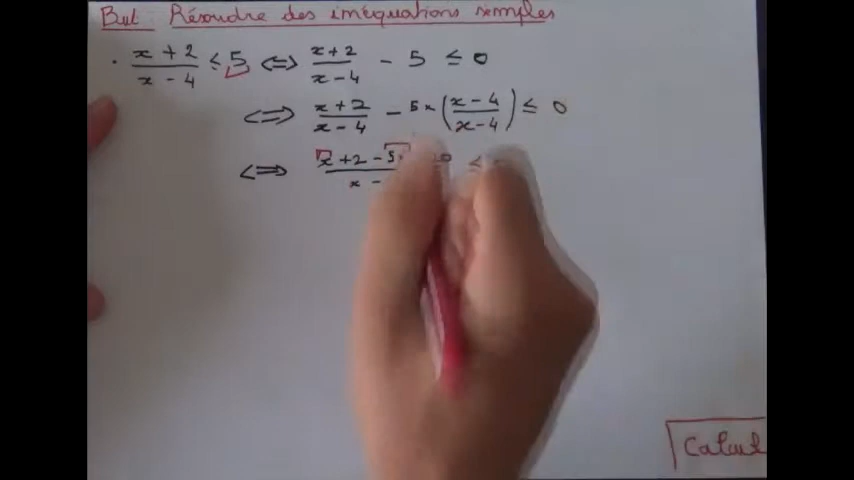 But : Résoudre des inéquations simples
. x + 2 / x - 4 ≤ 5 ⇔ x + 2 / x - 4 - 5 ≤ 0
⇔ x + 2 / x - 4 - 5 × ( x - 4 / x - 4 ) ≤ 0
⇔ x + 2 - 5x
x -
Calcul